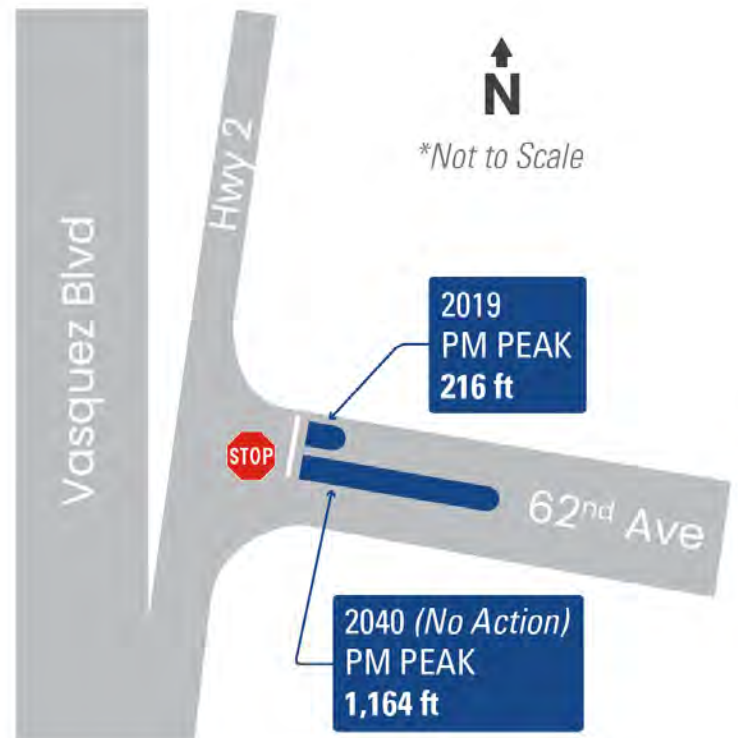 N
*Not to Scale
Hwy 2
Vasquez Blvd
2019
PM PEAK
216 ft
STOP
62nd Ave
2040 (No Action)
PM PEAK
1,164 ft